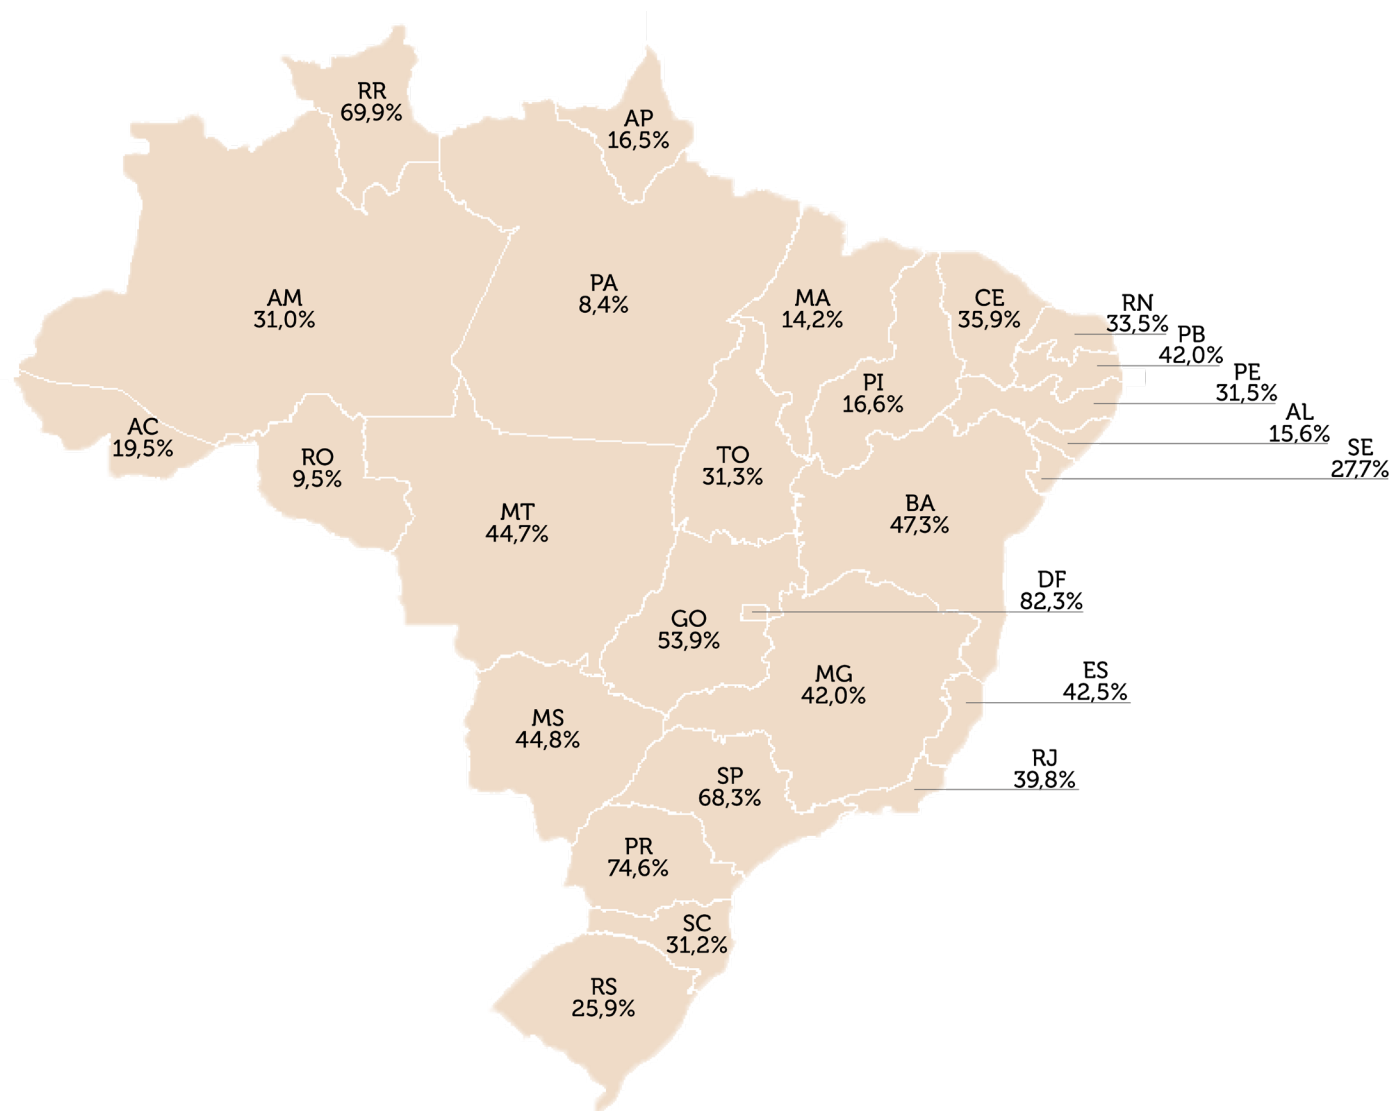 RR
69,9%
AP
16,5%
AM
31,0%
PA
8,4%
MA
14,2%
CE
35,9%
RN
33,5%
PB
42,0%
PE
31,5%
AL
15,6%
SE
27,7%
PI
16,6%
AC
19,5%
RO
9,5%
TO
31,3%
MT
44,7%
BA
47,3%
DF
82,3%
GO
53,9%
MG
42,0%
ES
42,5%
MS
44,8%
RJ
39,8%
SP
68,3%
PR
74,6%
SC
31,2%
RS
25,9%